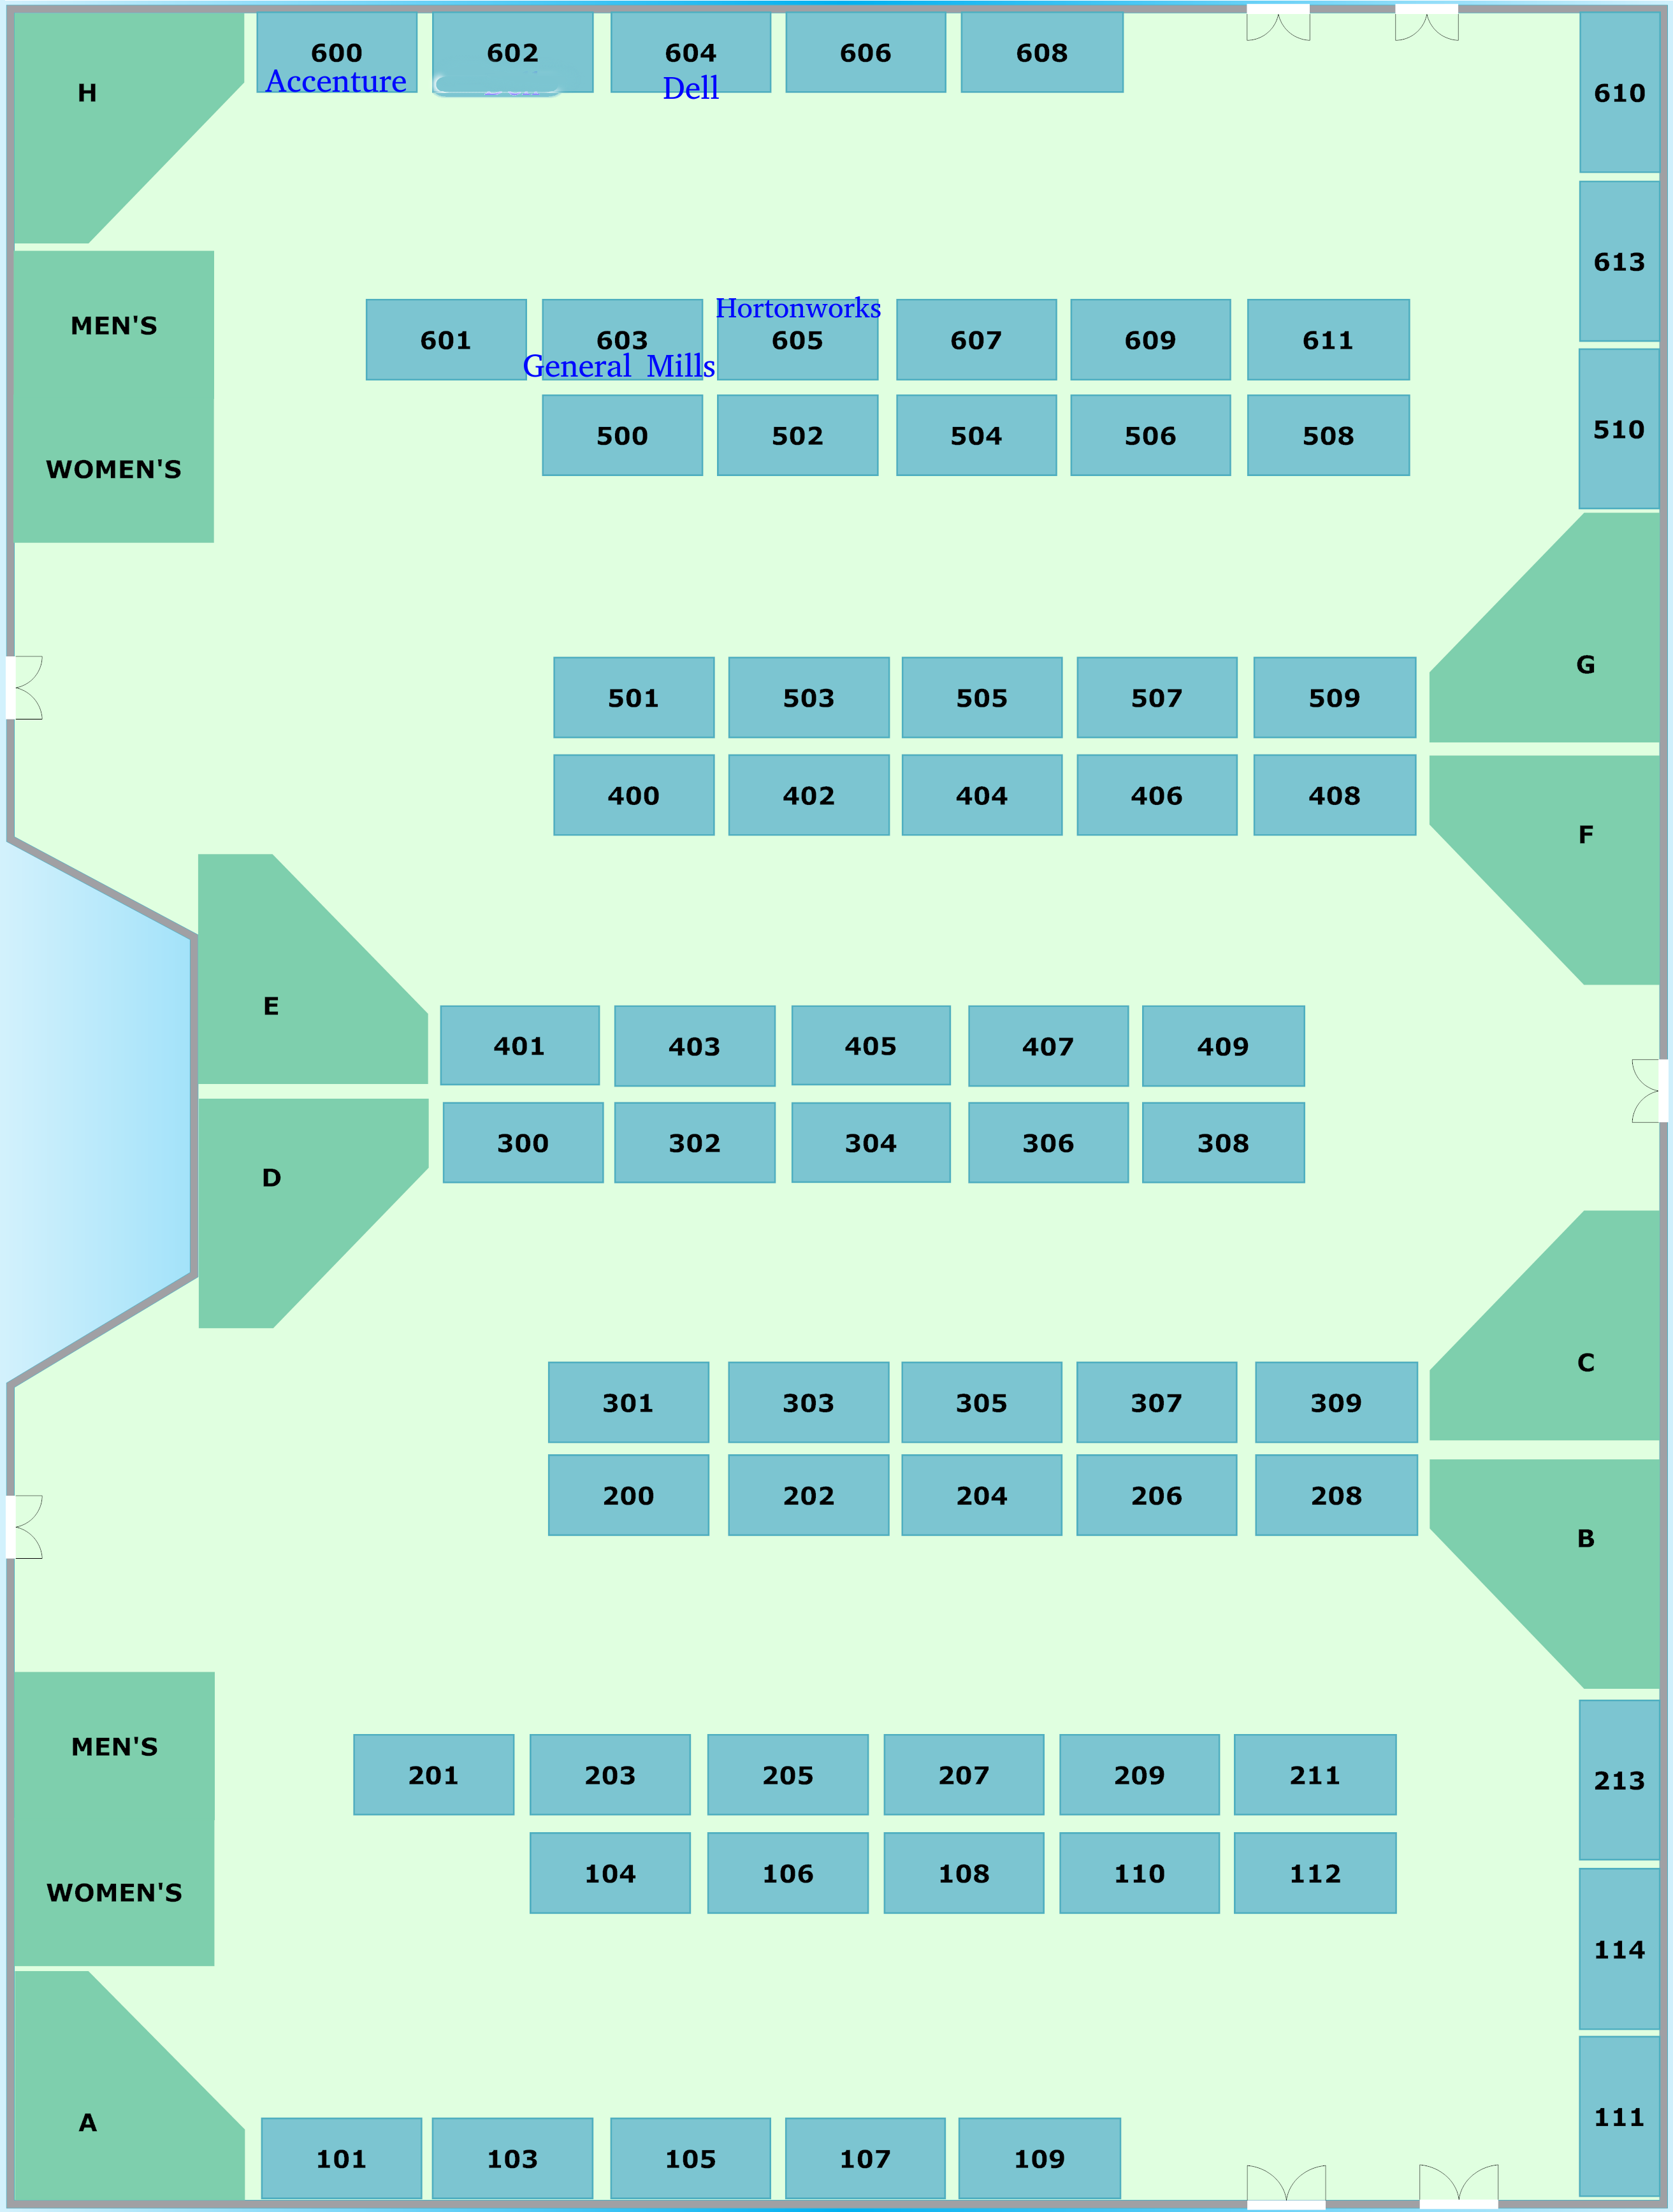 600 602 604 606 608
Accenture Dell
H
610
613
Hortonworks
MEN'S
601 603 605 607 609 611
General Mills
510
500 502 504 506 508
WOMEN'S
G
501 503 505 507 509
400 402 404 406 408
F
E
401 403 405 407 409
300 302 304 306 308
D
C
301 303 305 307 309
200 202 204 206 208
B
MEN'S
201 203 205 207 209 211
213
104 106 108 110 112
WOMEN'S
114
A
111
101 103 105 107 109